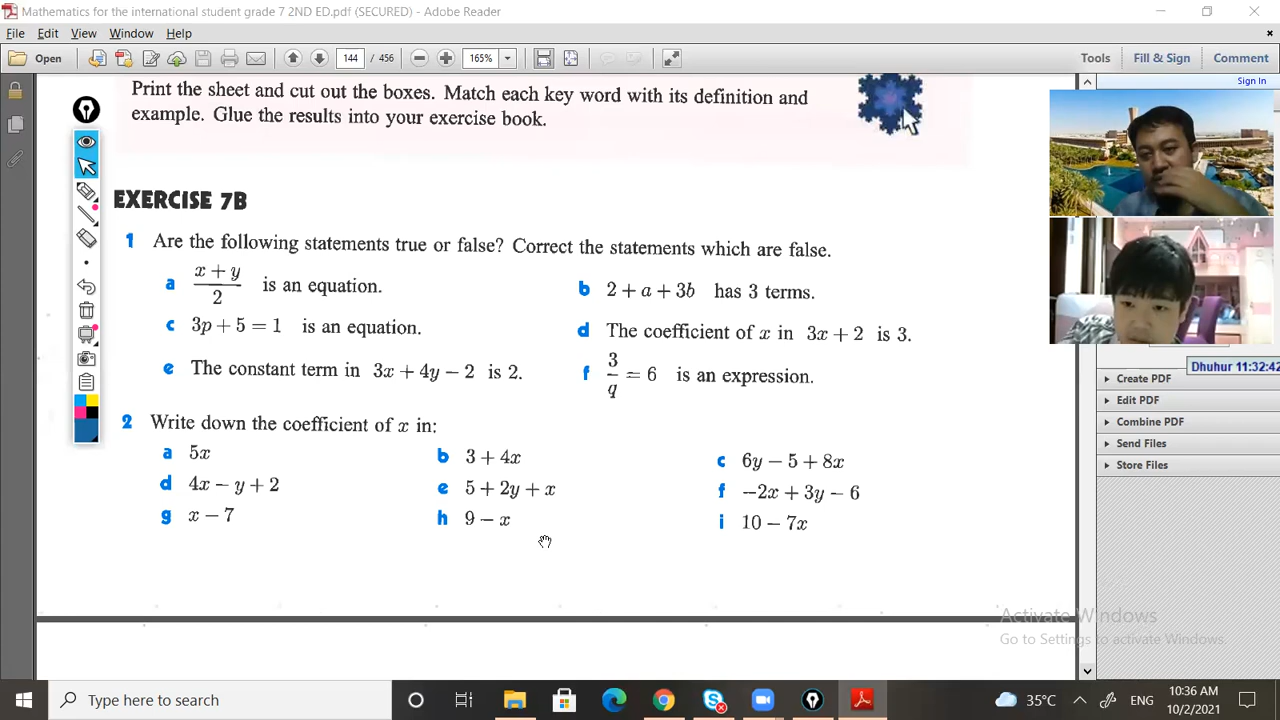 Mathematics for the international student grade 7 2ND ED.pdf (SECURED) - Adobe Reader
File Edit View Window Help
Open 144 / 456 165% Tools Fill & Sign Comment
Sign In
Print the sheet and cut out the boxes. Match each key word with its definition and
example. Glue the results into your exercise book.
EXERCISE 7B
1 Are the following statements true or false? Correct the statements which are false.
a (x + y)/2 is an equation. b 2 + a + 3b has 3 terms.
c 3p + 5 = 1 is an equation. d The coefficient of x in 3x + 2 is 3.
e The constant term in 3x + 4y − 2 is 2. f 3/q = 6 is an expression.
2 Write down the coefficient of x in:
a 5x b 3 + 4x c 6y − 5 + 8x
d 4x − y + 2 e 5 + 2y + x f −2x + 3y − 6
g x − 7 h 9 − x i 10 − 7x
Dhuhur 11:32:42
Create PDF
Edit PDF
Combine PDF
Send Files
Store Files
Activate Windows
Go to Settings to activate Windows.
Type here to search
35°C ENG 10:36 AM
10/2/2021